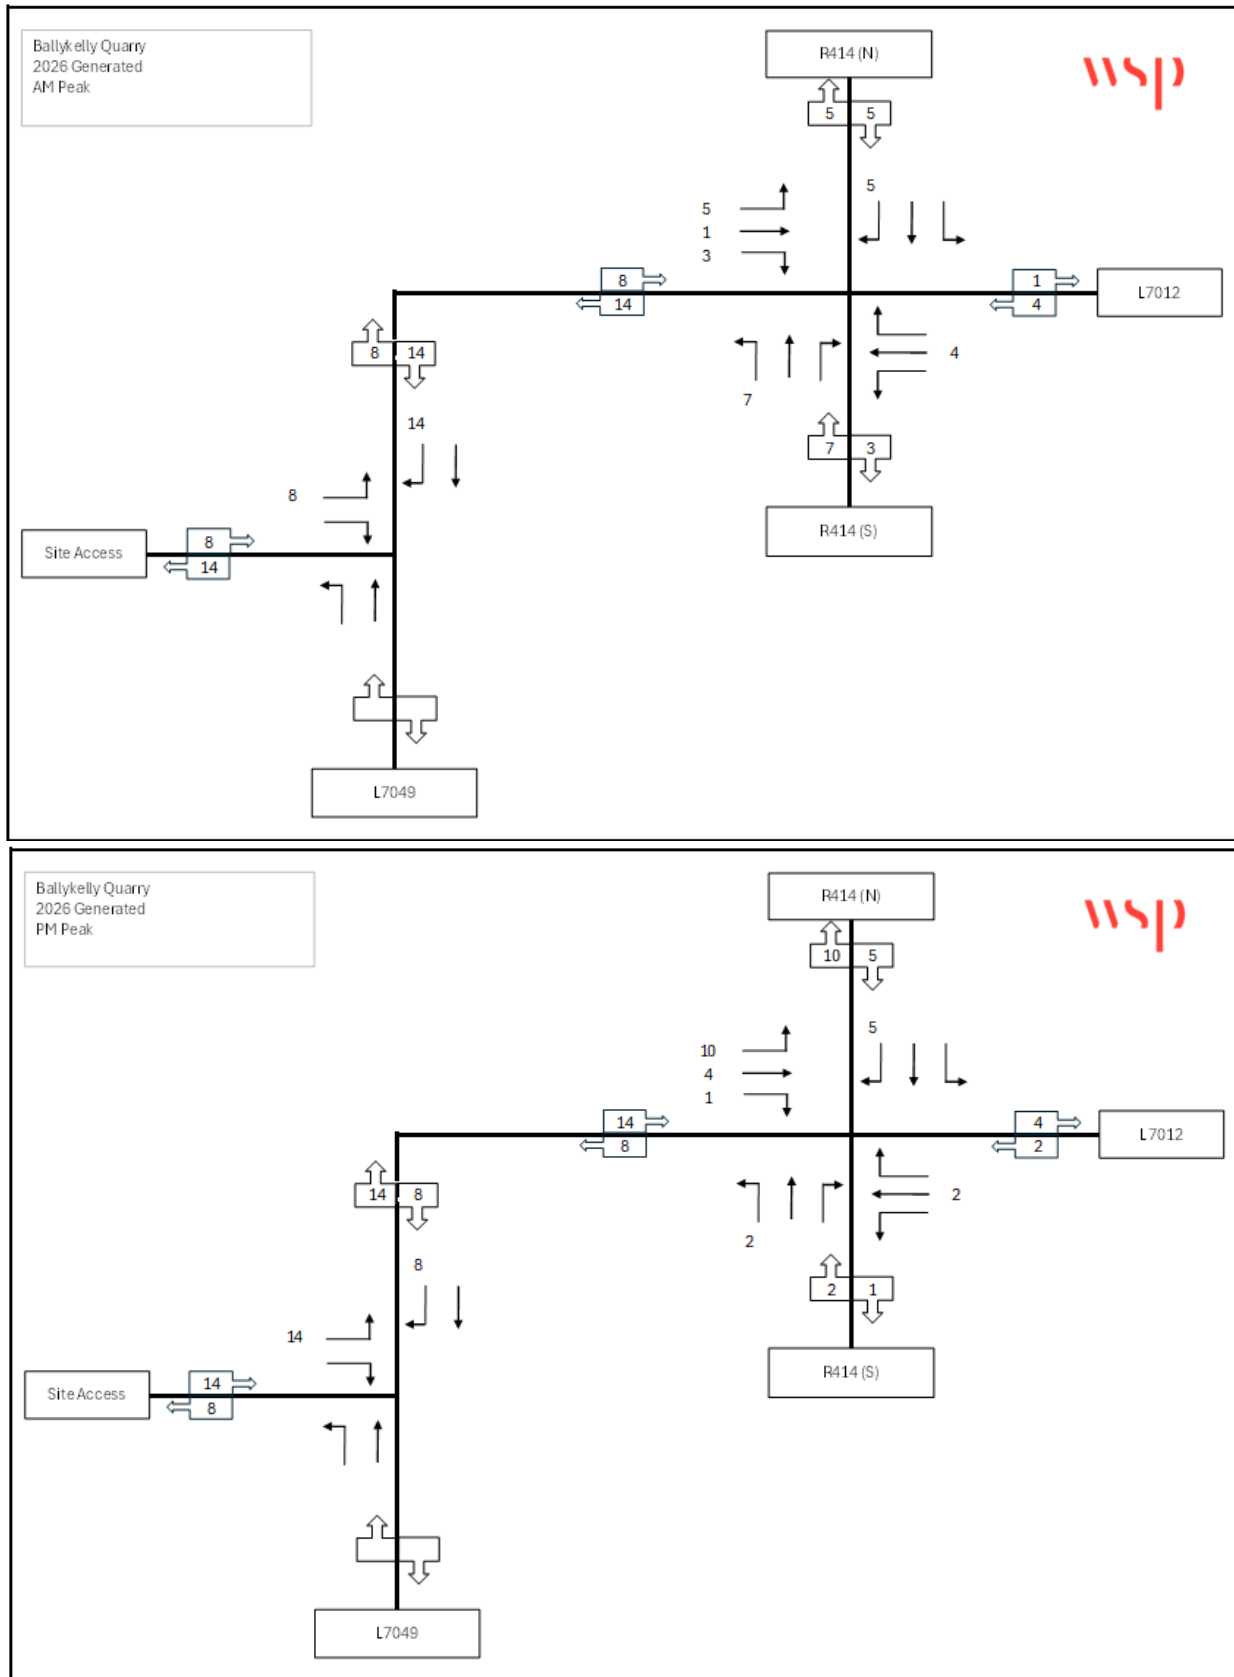 Ballykelly Quarry
2026 Generated
AM Peak
R414 (N)
wsp
5 5
5
5
1
3
8
14
1
4
L7012
8 14
4
7
14
7 3
8
R414 (S)
Site Access
8
14
L7049
Ballykelly Quarry
2026 Generated
PM Peak
R414 (N)
wsp
10 5
5
10
4
1
14
8
4
2
L7012
14 8
2
2
8
2 1
14
R414 (S)
Site Access
14
8
L7049